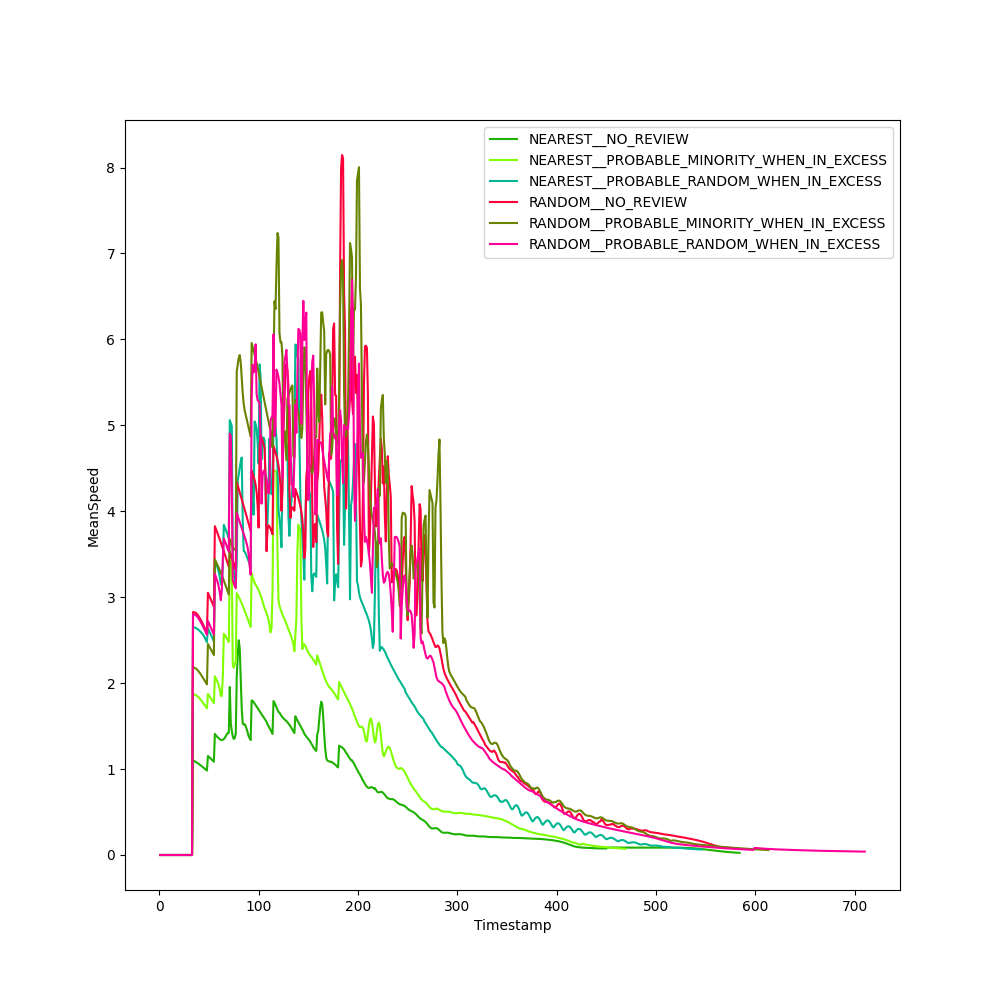 NEAREST__NO_REVIEW
NEAREST__PROBABLE_MINORITY_WHEN_IN_EXCESS
NEAREST__PROBABLE_RANDOM_WHEN_IN_EXCESS
RANDOM__NO_REVIEW
RANDOM__PROBABLE_MINORITY_WHEN_IN_EXCESS
RANDOM__PROBABLE_RANDOM_WHEN_IN_EXCESS
8
7
6
5
4
3
2
1
0
MeanSpeed
0 100 200 300 400 500 600 700
Timestamp